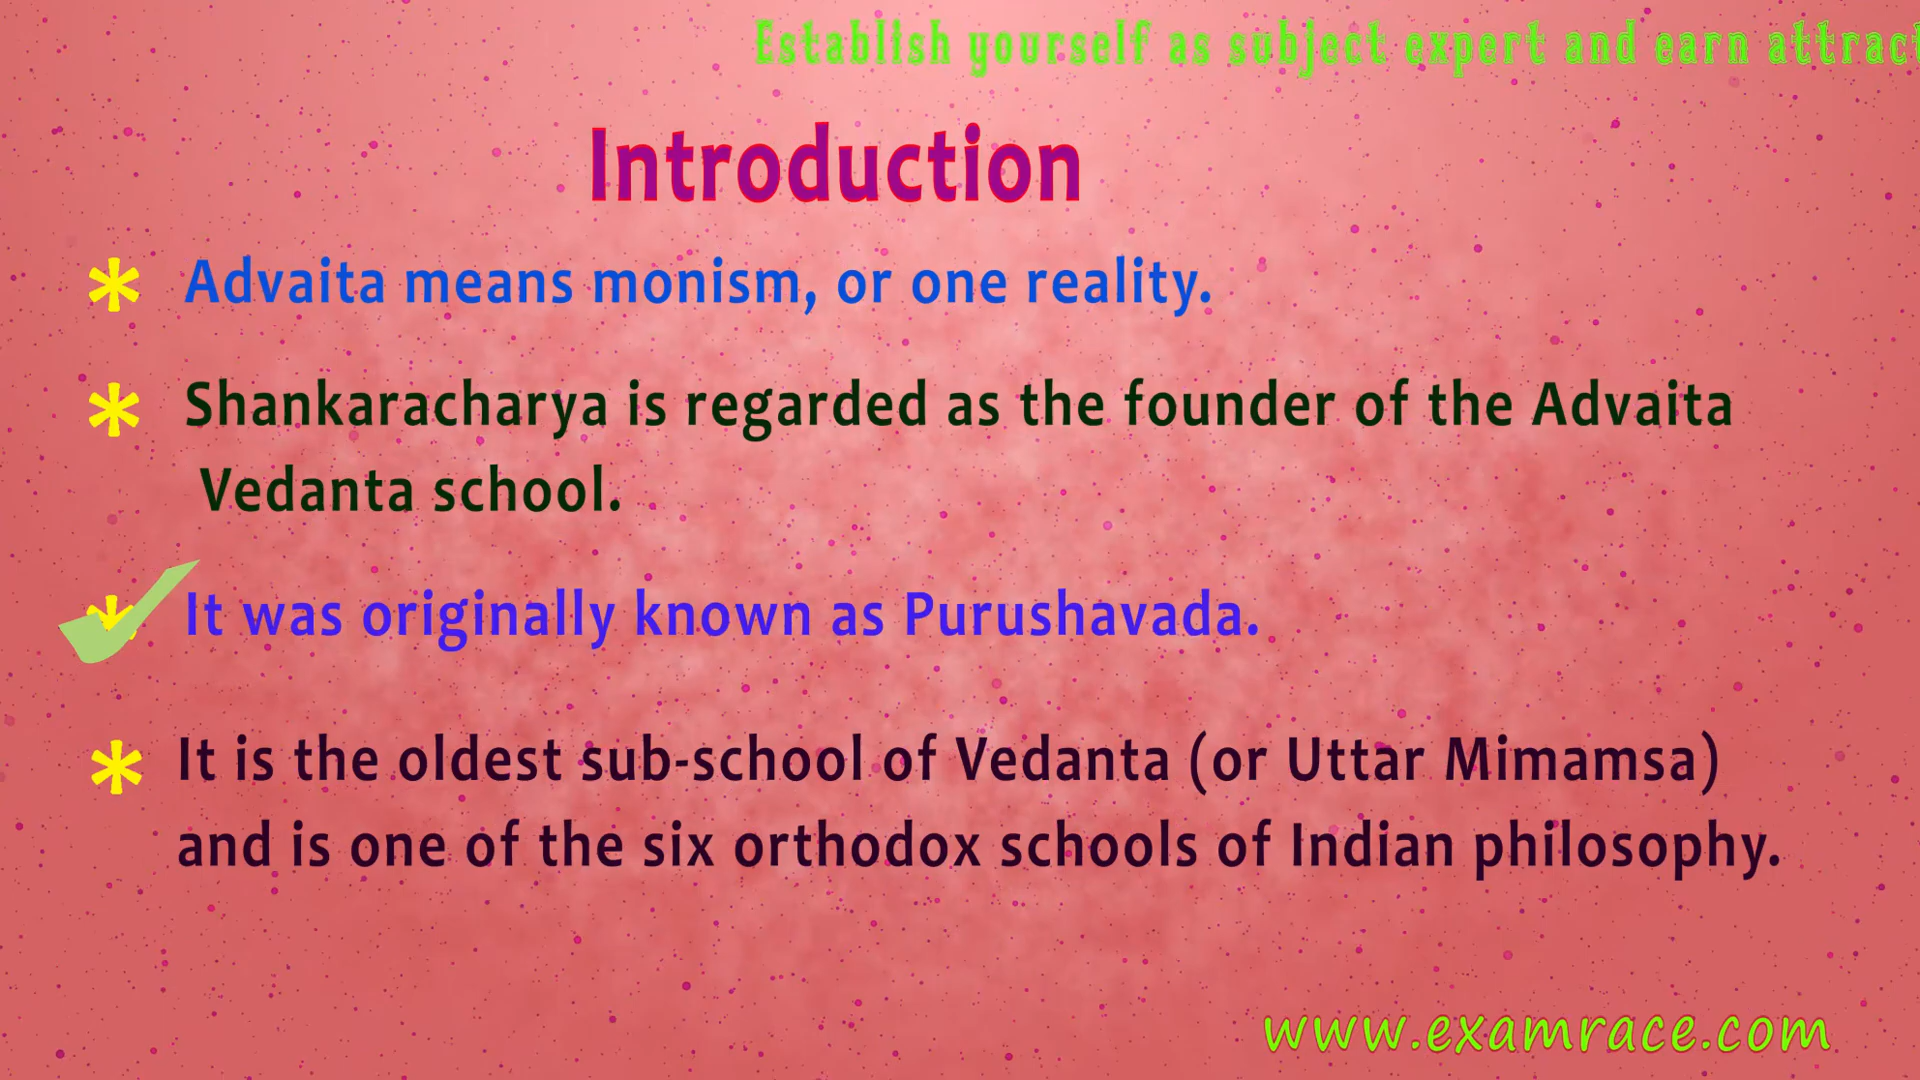 Establish yourself as subject expert and earn attract
Introduction
* Advaita means monism, or one reality.
* Shankaracharya is regarded as the founder of the Advaita
Vedanta school.
* It was originally known as Purushavada.
* It is the oldest sub-school of Vedanta (or Uttar Mimamsa)
and is one of the six orthodox schools of Indian philosophy.
www.examrace.com